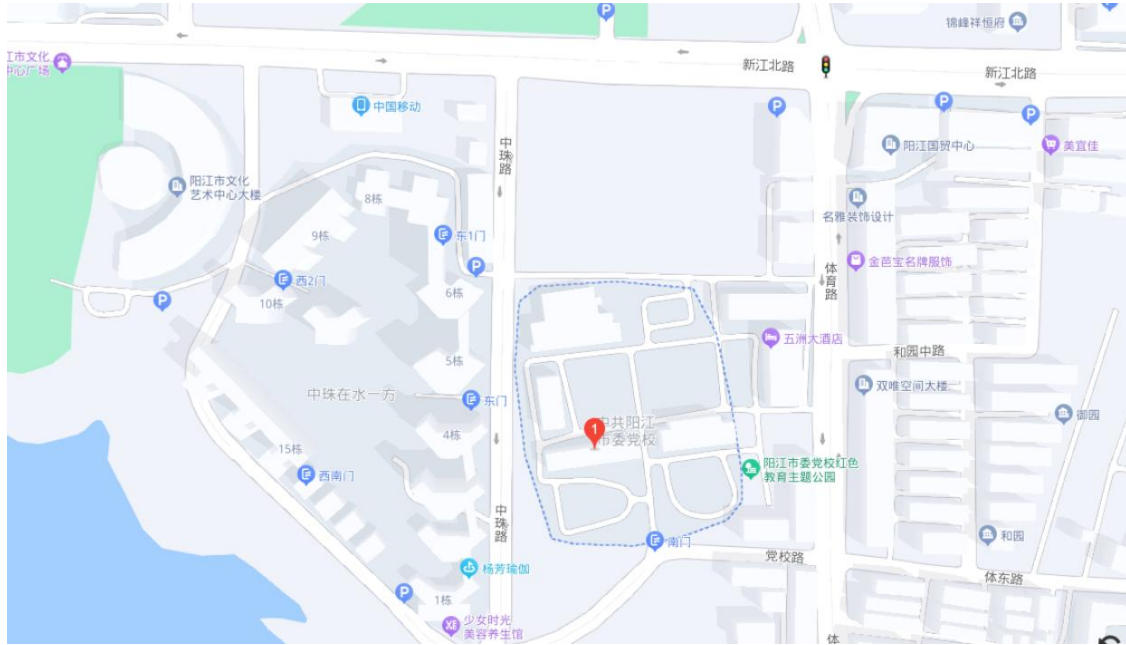 锦峰祥恒府
江市文化
中心广场
新江北路
新江北路
中国移动
中珠路
阳江国贸中心
美宜佳
阳江市文化
艺术中心大楼
8栋
名雅装饰设计
9栋
东1门
金芭宝名牌服饰
西2门
体育路
6栋
10栋
五洲大酒店
和园中路
5栋
双唯空间大楼
中珠在水一方
东门
御园
中共阳江
市委党校
1
4栋
15栋
阳江市委党校红色
教育主题公园
西南门
中珠路
和园
南门
党校路
杨芳瑜伽
体东路
1栋
少女时光
美容养生馆
体
P
P
P
P
P
P
P